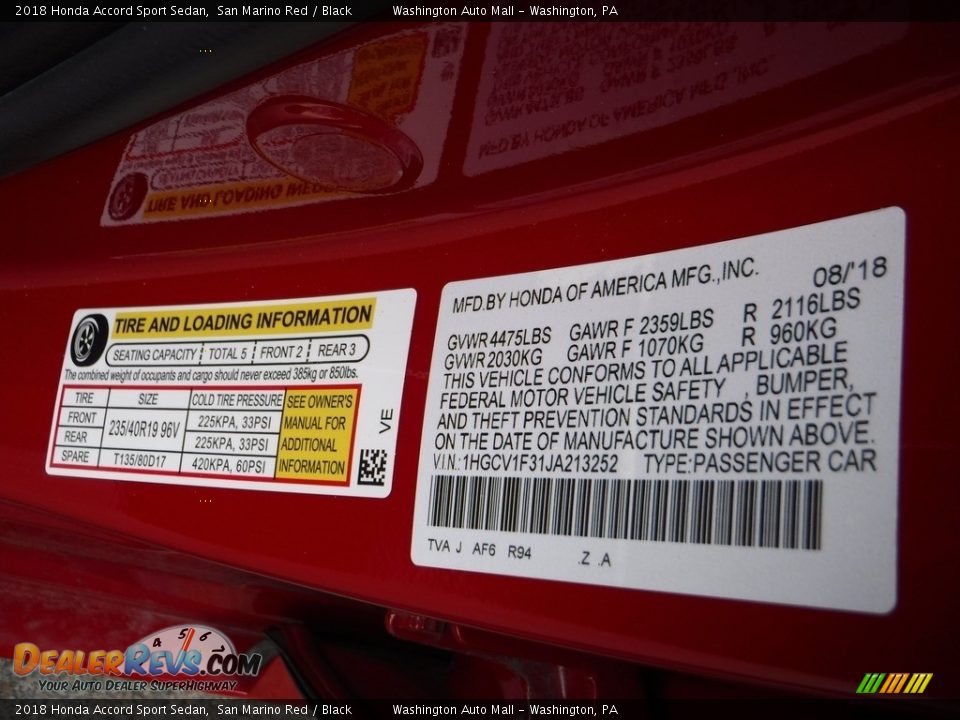 2018 Honda Accord Sport Sedan,  San Marino Red / Black    Washington Auto Mall - Washington, PA
TIRE AND LOADING INFORMATION
SEATING CAPACITY TOTAL 5 FRONT 2 REAR 3
The combined weight of occupants and cargo should never exceed 385kg or 850lbs.
TIRE SIZE COLD TIRE PRESSURE
FRONT 235/40R19 96V 225KPA, 33PSI
REAR 225KPA, 33PSI
SPARE T135/80D17 420KPA, 60PSI
SEE OWNER'S
MANUAL FOR
ADDITIONAL
INFORMATION
VE
MFD.BY HONDA OF AMERICA MFG.,INC. 08/'18
GVWR 4475LBS GAWR F 2359LBS R 2116LBS
GVWR 2030KG GAWR F 1070KG R 960KG
THIS VEHICLE CONFORMS TO ALL APPLICABLE
FEDERAL MOTOR VEHICLE SAFETY , BUMPER,
AND THEFT PREVENTION STANDARDS IN EFFECT
ON THE DATE OF MANUFACTURE SHOWN ABOVE.
V.I.N.:1HGCV1F31JA213252 TYPE:PASSENGER CAR
TVA J AF6 R94 .Z .A
4 5 6
DEALERREVS.COM
Your Auto Dealer SuperHighway
2018 Honda Accord Sport Sedan,  San Marino Red / Black    Washington Auto Mall - Washington, PA